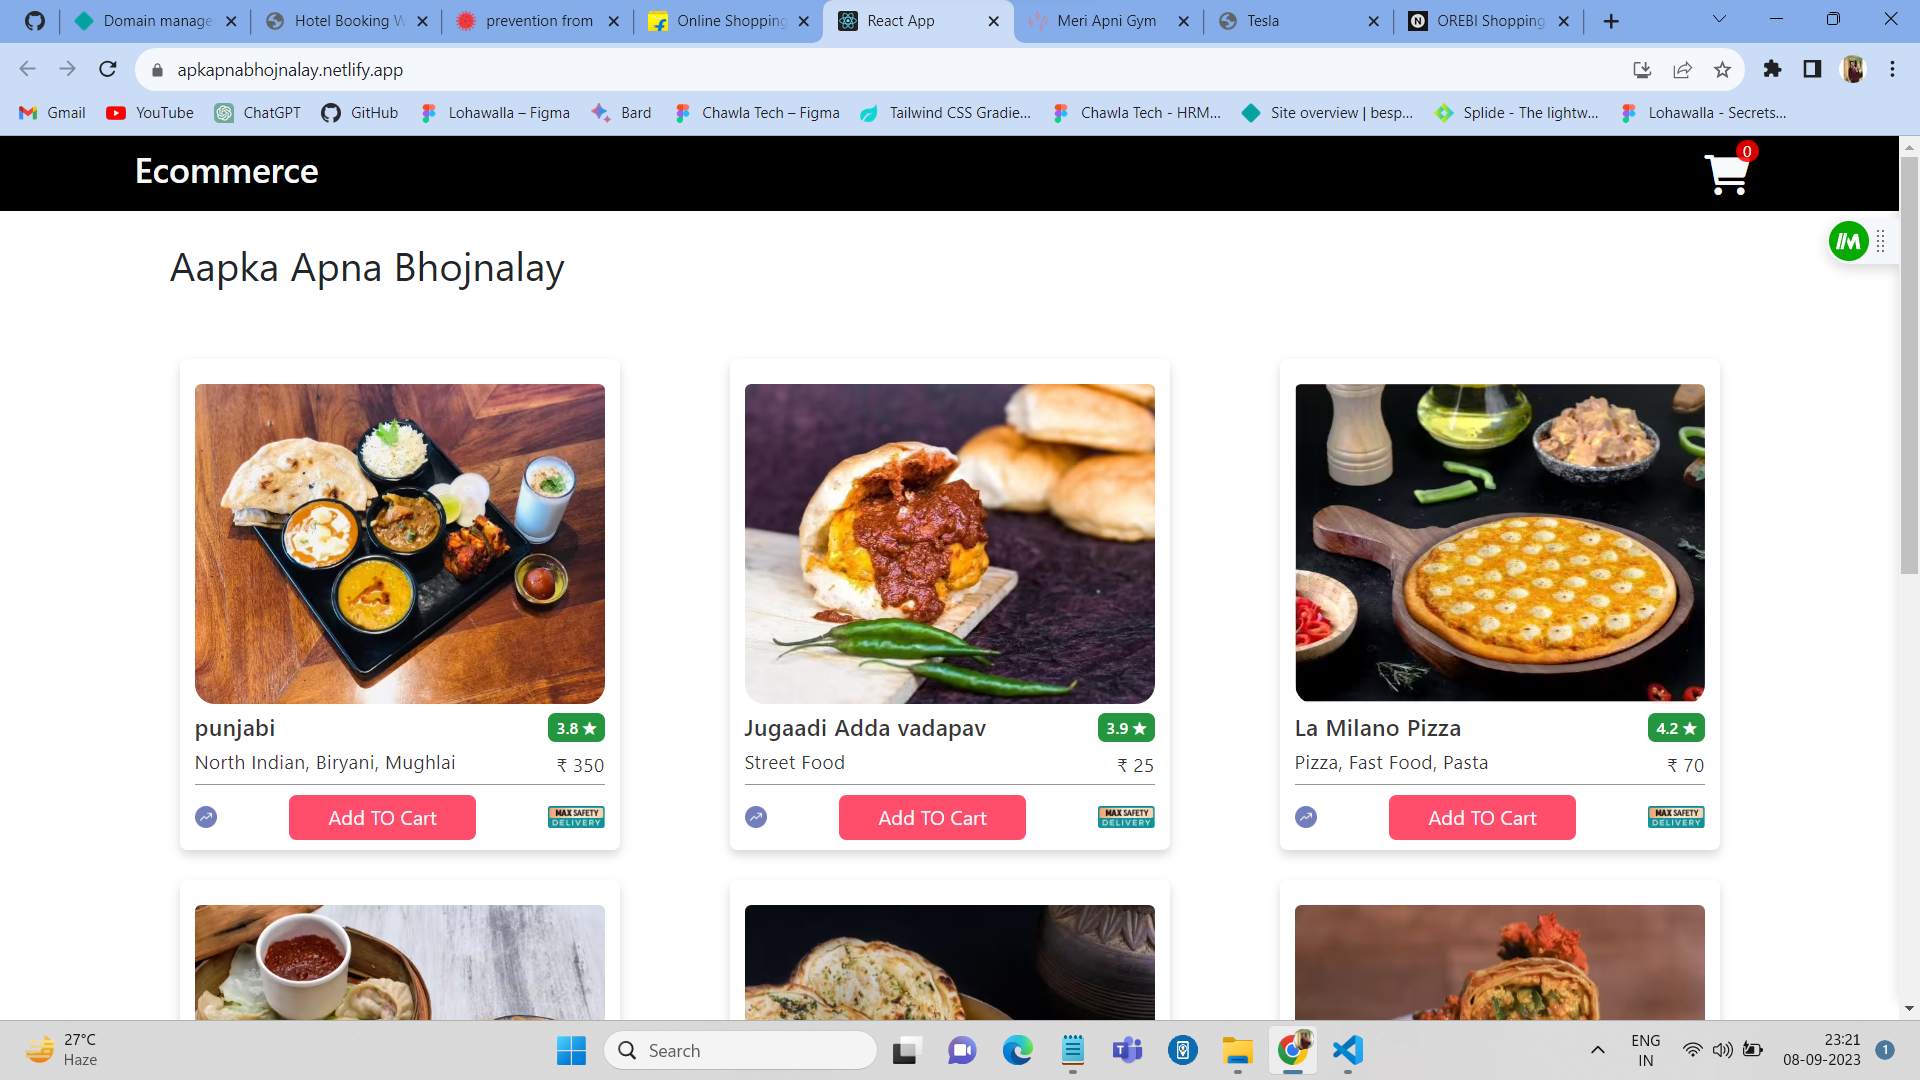 Domain manage
Hotel Booking W
prevention from
Online Shopping
React App
Meri Apni Gym
Tesla
OREBI Shopping
apkapnabhojnalay.netlify.app
Gmail
YouTube
ChatGPT
GitHub
Lohawalla – Figma
Bard
Chawla Tech – Figma
Tailwind CSS Gradie...
Chawla Tech - HRM...
Site overview | besp...
Splide - The lightw...
Lohawalla - Secrets...
Ecommerce
0
Aapka Apna Bhojnalay
punjabi
3.8 ★
North Indian, Biryani, Mughlai
₹ 350
Add TO Cart
MAX SAFETY
DELIVERY
Jugaadi Adda vadapav
3.9 ★
Street Food
₹ 25
Add TO Cart
MAX SAFETY
DELIVERY
La Milano Pizza
4.2 ★
Pizza, Fast Food, Pasta
₹ 70
Add TO Cart
MAX SAFETY
DELIVERY
27°C
Haze
Search
ENG
IN
23:21
08-09-2023
1